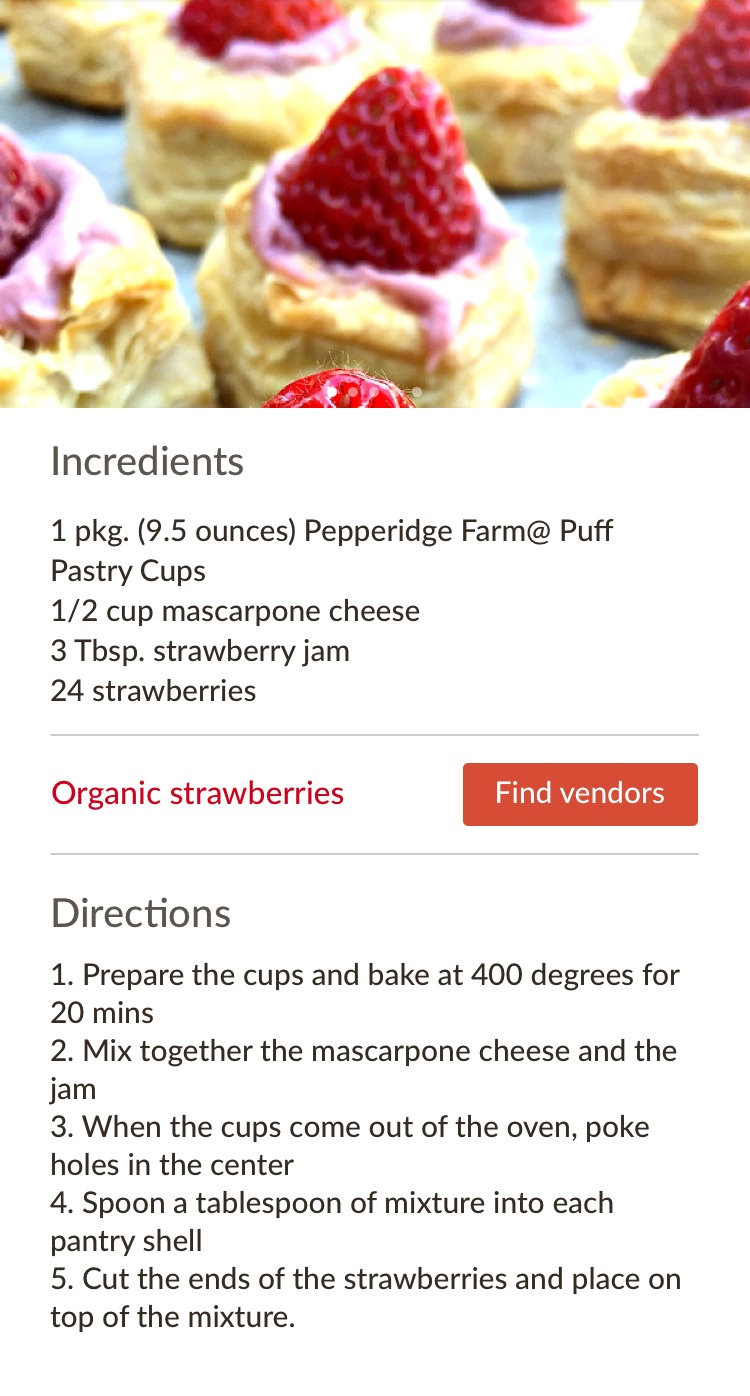 Incredients
1 pkg. (9.5 ounces) Pepperidge Farm@ Puff
Pastry Cups
1/2 cup mascarpone cheese
3 Tbsp. strawberry jam
24 strawberries
Organic strawberries
Find vendors
Directions
1. Prepare the cups and bake at 400 degrees for
20 mins
2. Mix together the mascarpone cheese and the
jam
3. When the cups come out of the oven, poke
holes in the center
4. Spoon a tablespoon of mixture into each
pantry shell
5. Cut the ends of the strawberries and place on
top of the mixture.